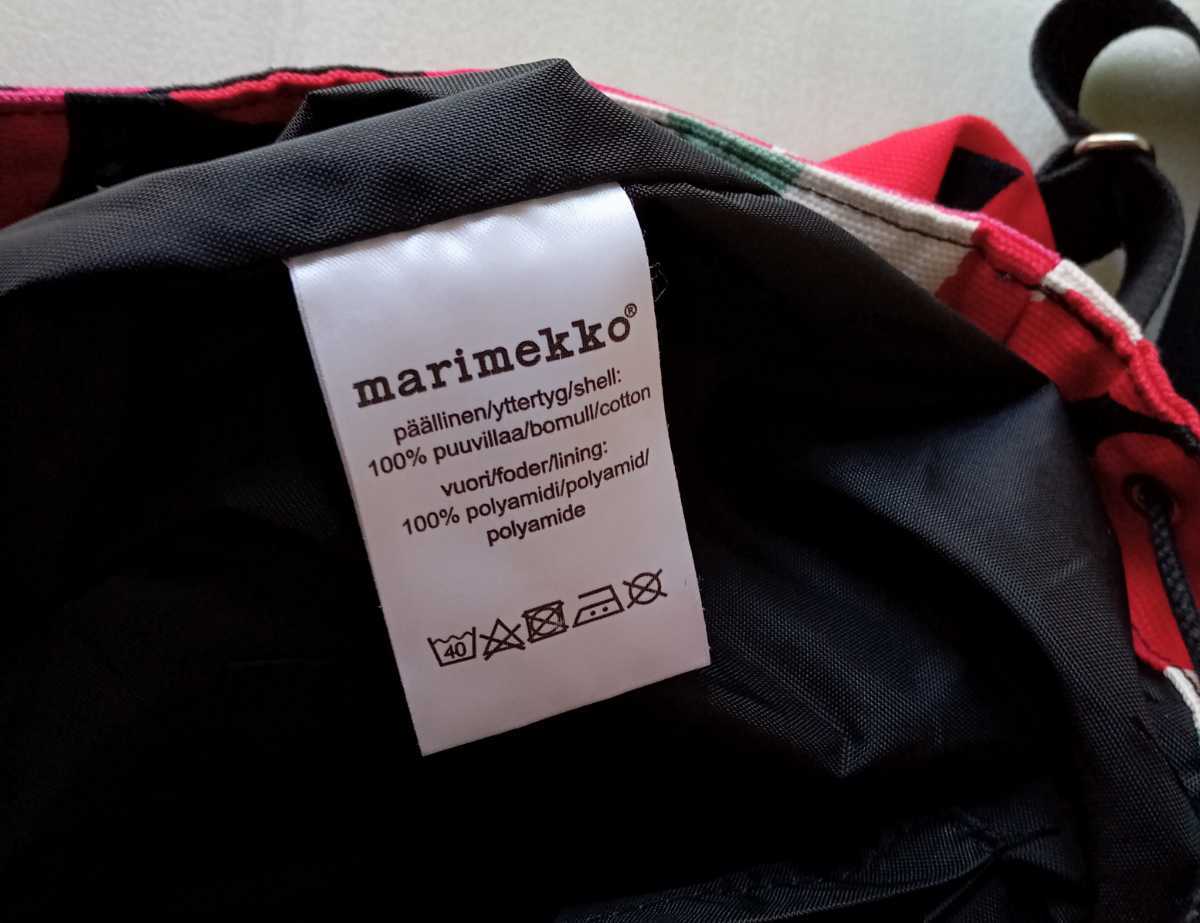 marimekko®
päällinen/yttertyg/shell:
100% puuvillaa/bomull/cotton
vuori/foder/lining:
100% polyamidi/polyamid/
polyamide
40